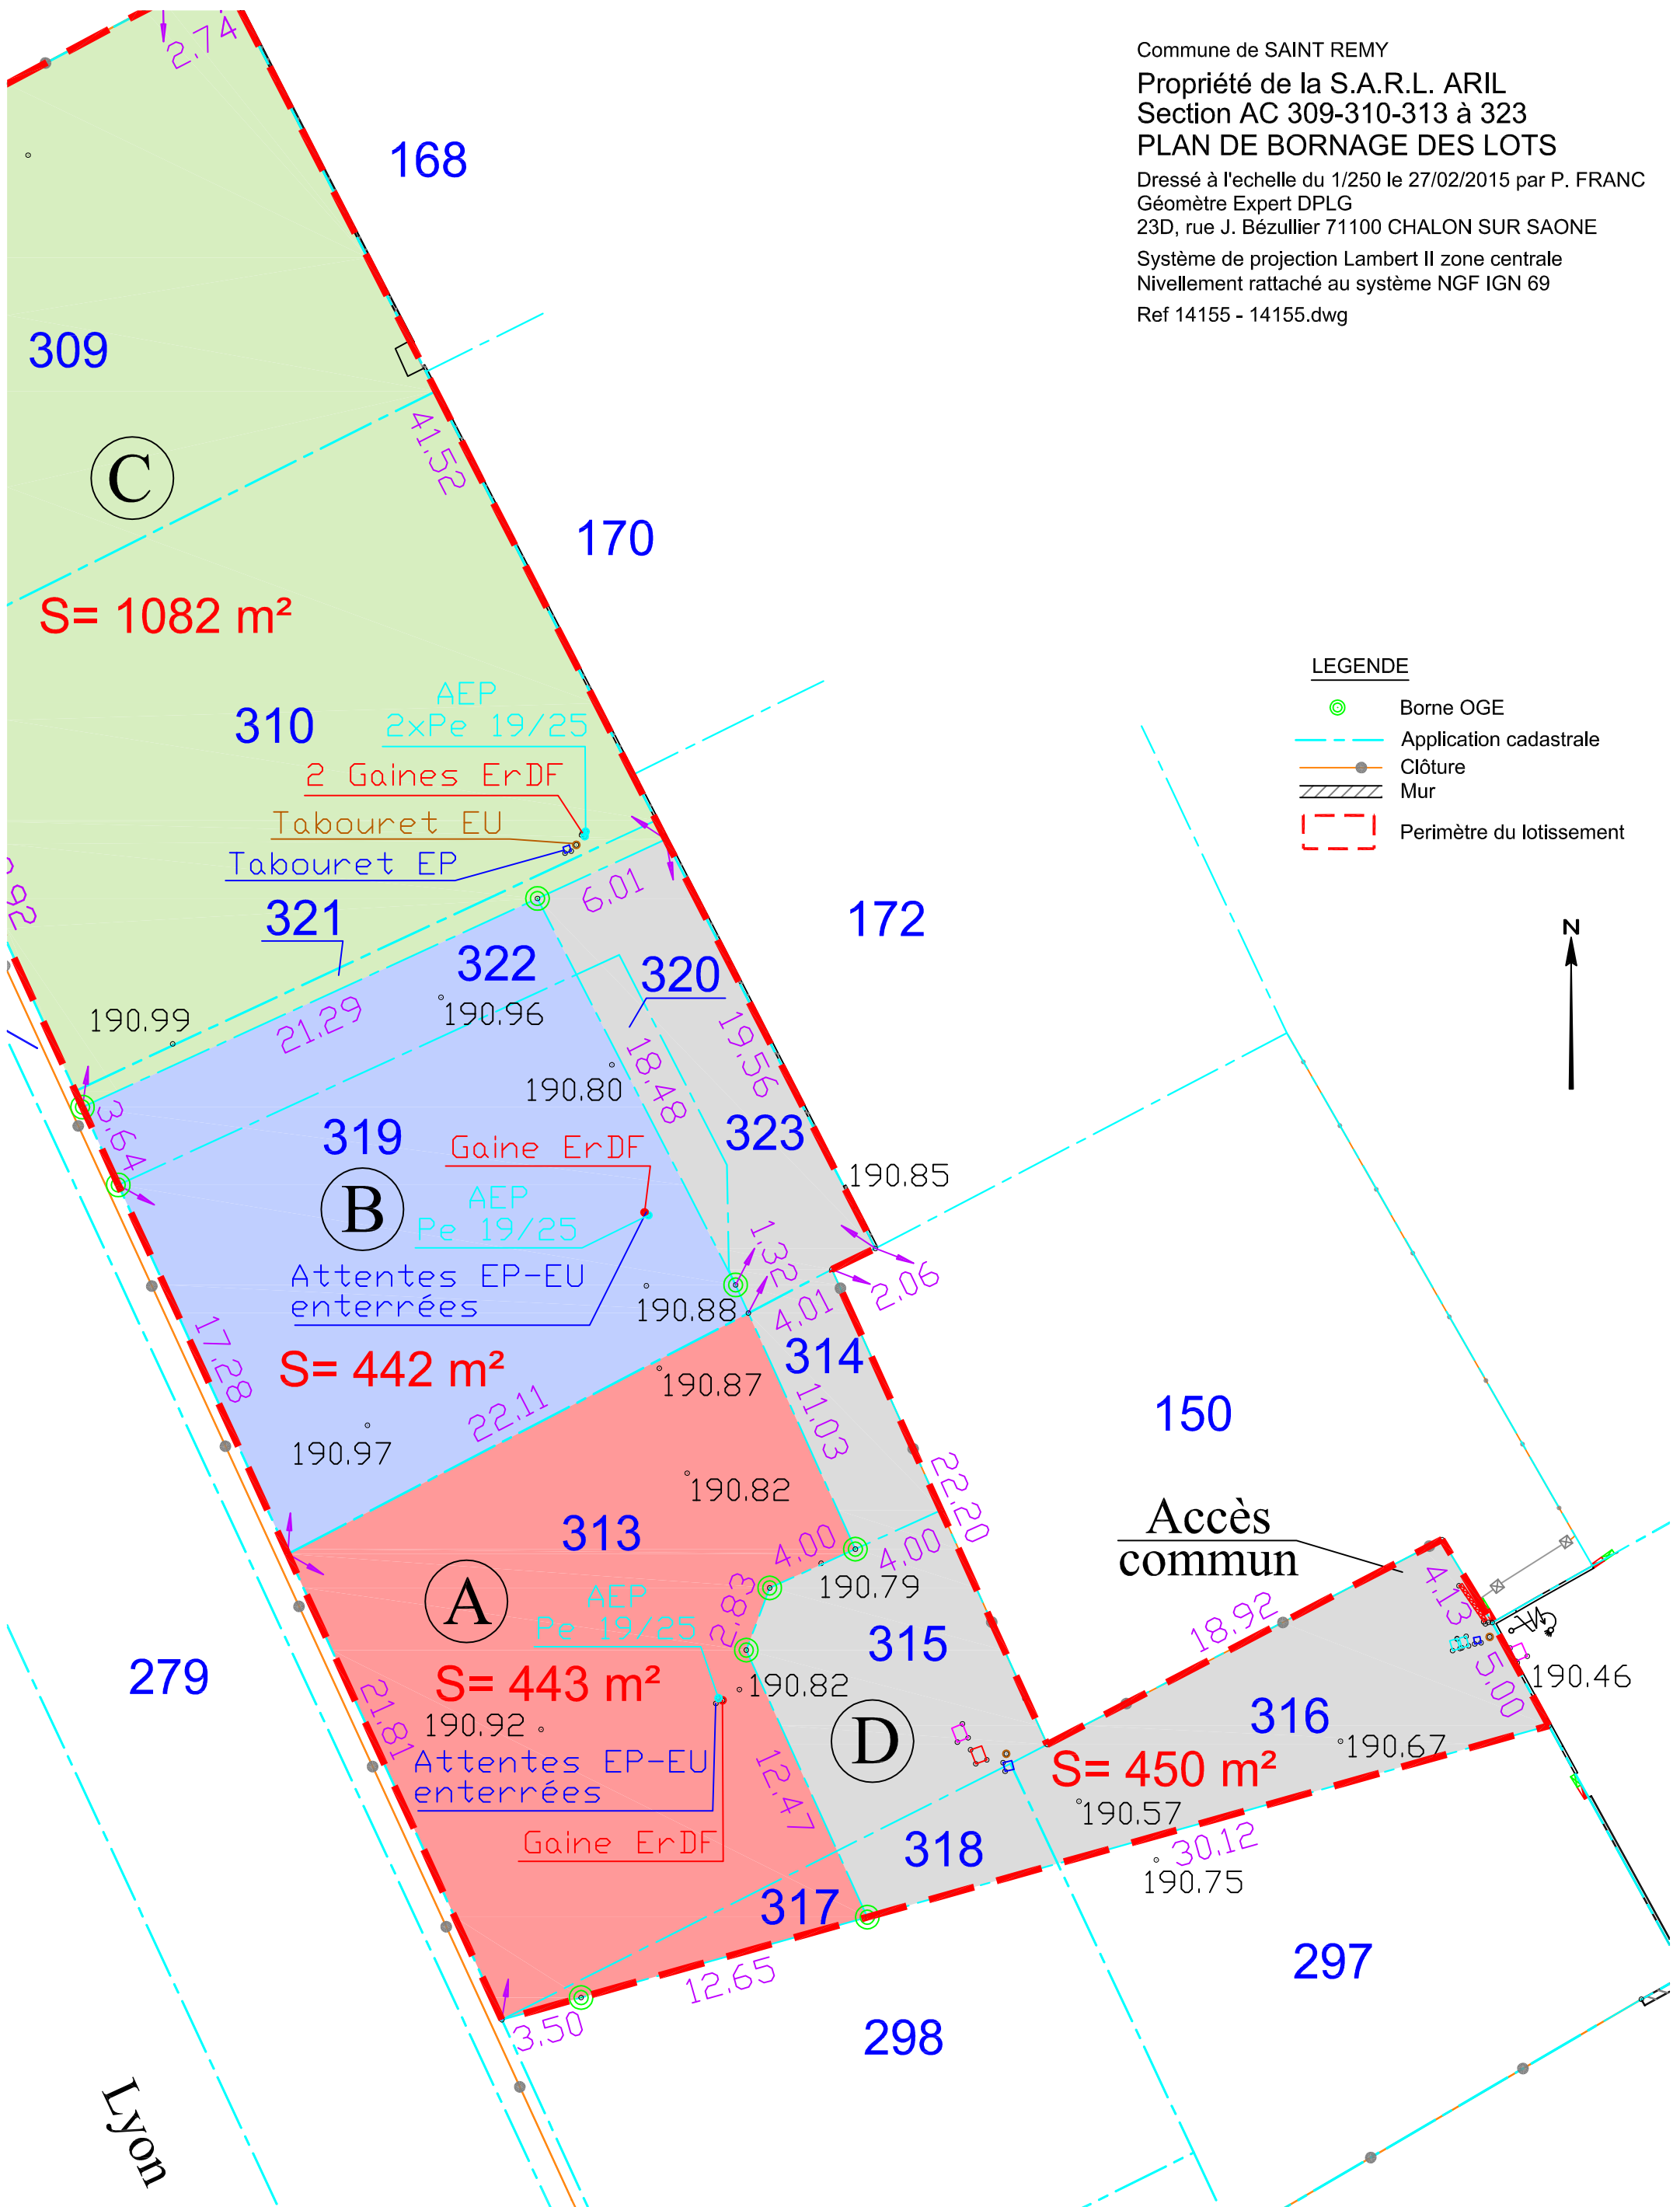 Commune de SAINT REMY
Propriété de la S.A.R.L. ARIL
Section AC 309-310-313 à 323
PLAN DE BORNAGE DES LOTS
Dressé à l'echelle du 1/250 le 27/02/2015 par P. FRANC
Géomètre Expert DPLG
23D, rue J. Bézullier 71100 CHALON SUR SAONE
Système de projection Lambert II zone centrale
Nivellement rattaché au système NGF IGN 69
Ref 14155 - 14155.dwg
2.74
168
309
41.52
C
170
S= 1082 m²
LEGENDE
Borne OGE
Application cadastrale
Clôture
Mur
Perimètre du lotissement
310
AEP
2xPe 19/25
2 Gaines ErDF
Tabouret EU
Tabouret EP
6.01
321
322
320
172
N
190.99
21.29
190.96
18.48
19.56
190.80
3.64
319
Gaine ErDF
323
190.85
B
AEP
Pe 19/25
Attentes EP-EU
enterrées
1.32
190.88
4.01
2.06
17.28
S= 442 m²
314
190.87
22.11
11.03
150
190.97
190.82
22.20
313
Accès
commun
4.00
4.00
190.79
A
AEP
Pe 19/25
2.83
315
18.92
4.13
279
S= 443 m²
190.82
5.00
190.46
21.81
190.92
D
316
190.67
Attentes EP-EU
enterrées
12.47
S= 450 m²
190.57
Gaine ErDF
318
30.12
190.75
317
12.65
297
3.50
298
Lyon